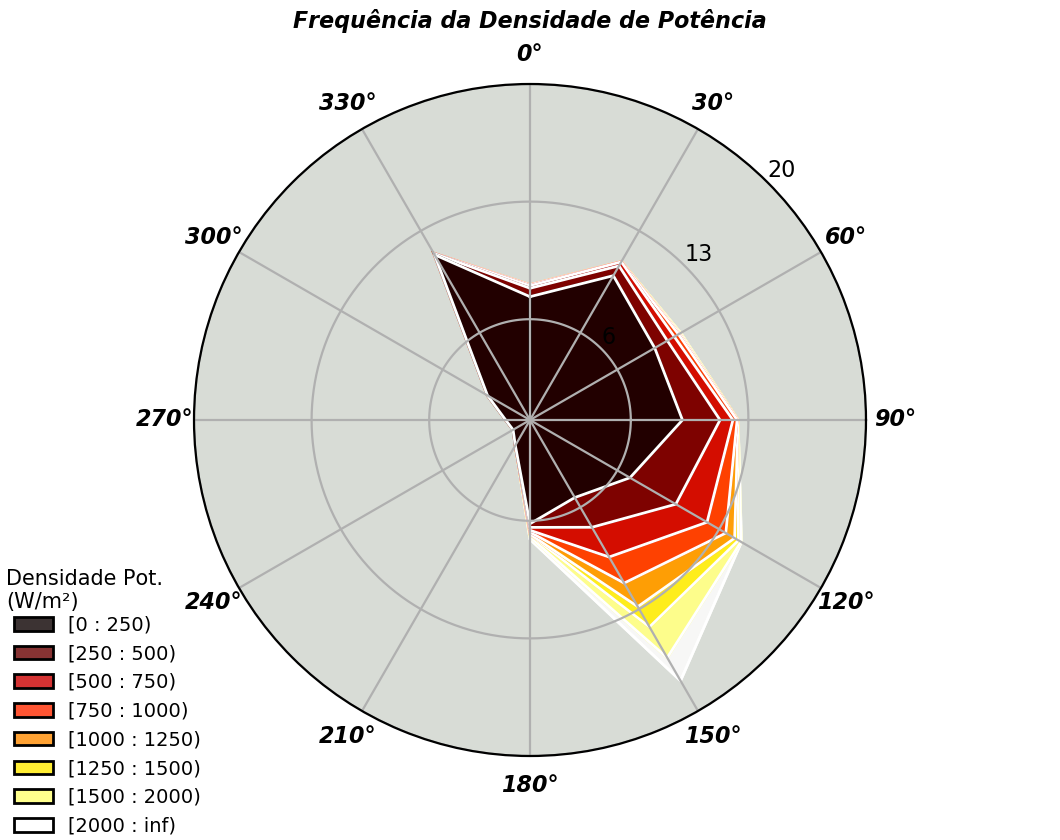 Frequência da Densidade de Potência
0°
330°
30°
20
300°
60°
13
6
270°
90°
240°
120°
210°
150°
180°
Densidade Pot.
(W/m²)
[0 : 250)
[250 : 500)
[500 : 750)
[750 : 1000)
[1000 : 1250)
[1250 : 1500)
[1500 : 2000)
[2000 : inf)